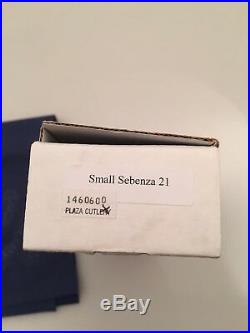 Small Sebenza 21
1460600
PLAZA CUTLERY